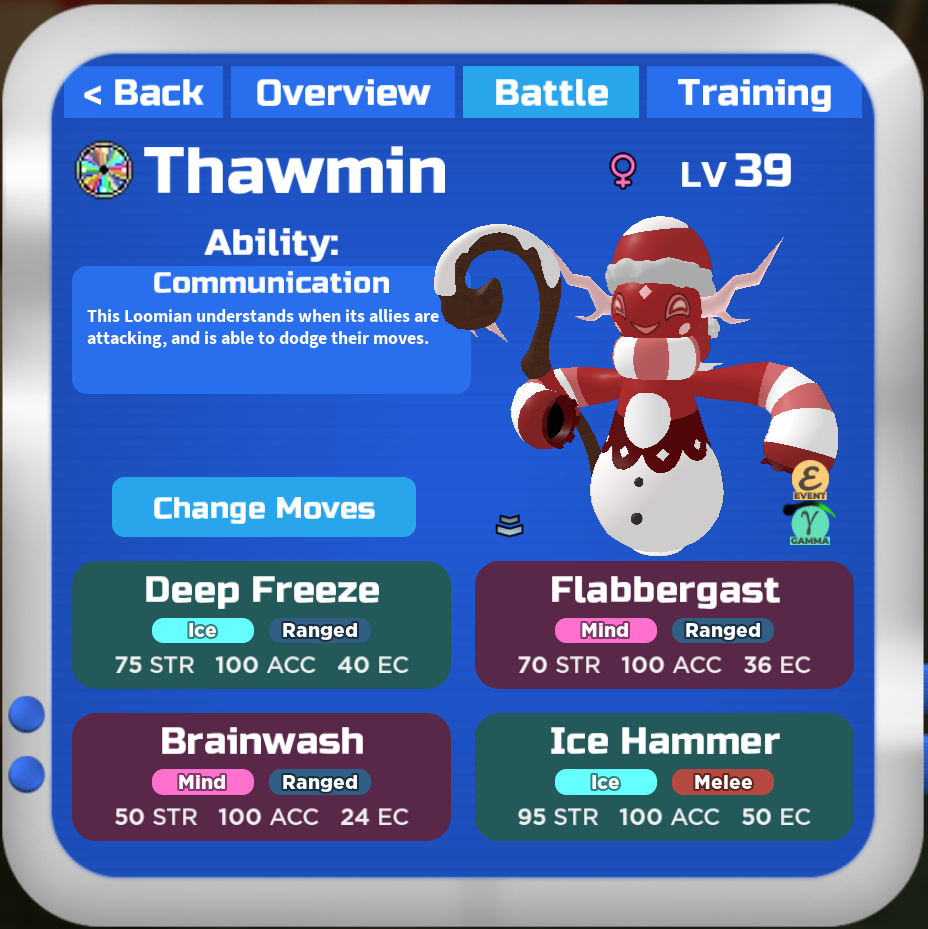 < Back Overview Battle Training
Thawmin LV 39
Ability:
Communication
This Loomian understands when its allies are
attacking, and is able to dodge their moves.
Ɛ
EVENT
γ
GAMMA
Change Moves
Deep Freeze
Ice Ranged
75 STR 100 ACC 40 EC
Flabbergast
Mind Ranged
70 STR 100 ACC 36 EC
Brainwash
Mind Ranged
50 STR 100 ACC 24 EC
Ice Hammer
Ice Melee
95 STR 100 ACC 50 EC